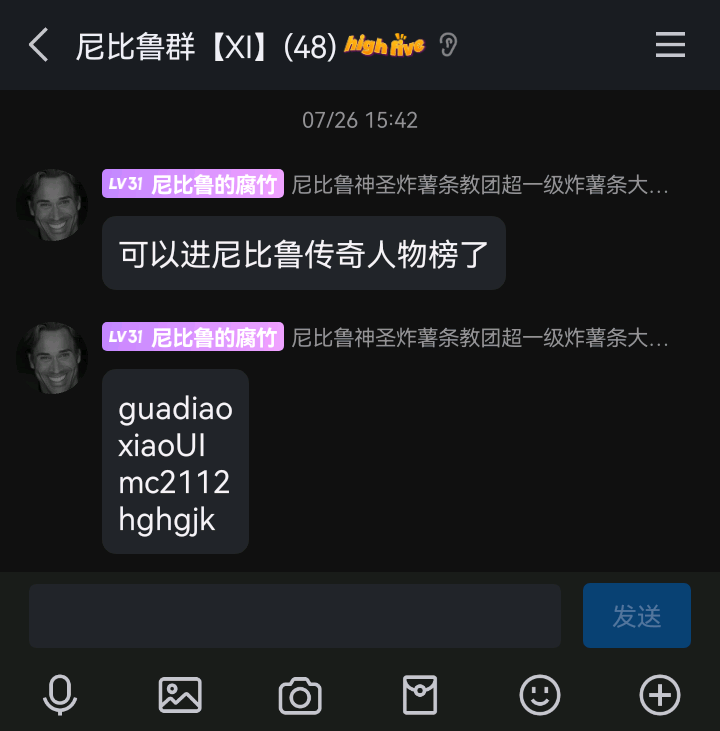 尼比鲁群【XI】(48) high five
07/26 15:42
LV31 尼比鲁的腐竹 尼比鲁神圣炸薯条教团超一级炸薯条大...
可以进尼比鲁传奇人物榜了
LV31 尼比鲁的腐竹 尼比鲁神圣炸薯条教团超一级炸薯条大...
guadiao
xiaoUI
mc2112
hghgjk
发送